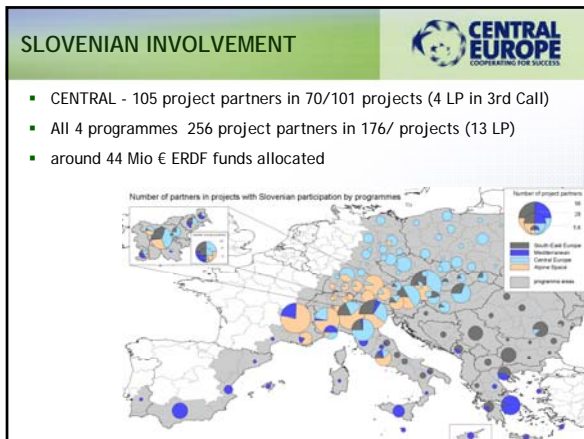 SLOVENIAN INVOLVEMENT
CENTRAL
EUROPE
COOPERATING FOR SUCCESS.
▪ CENTRAL - 105 project partners in 70/101 projects (4 LP in 3rd Call)
▪ All 4 programmes 256 project partners in 176/ projects (13 LP)
▪ around 44 Mio € ERDF funds allocated
Number of partners in projects with Slovenian participation by programmes
Number of project partners
South-East Europe
Mediterranean
Central Europe
Alpine Space
programme areas